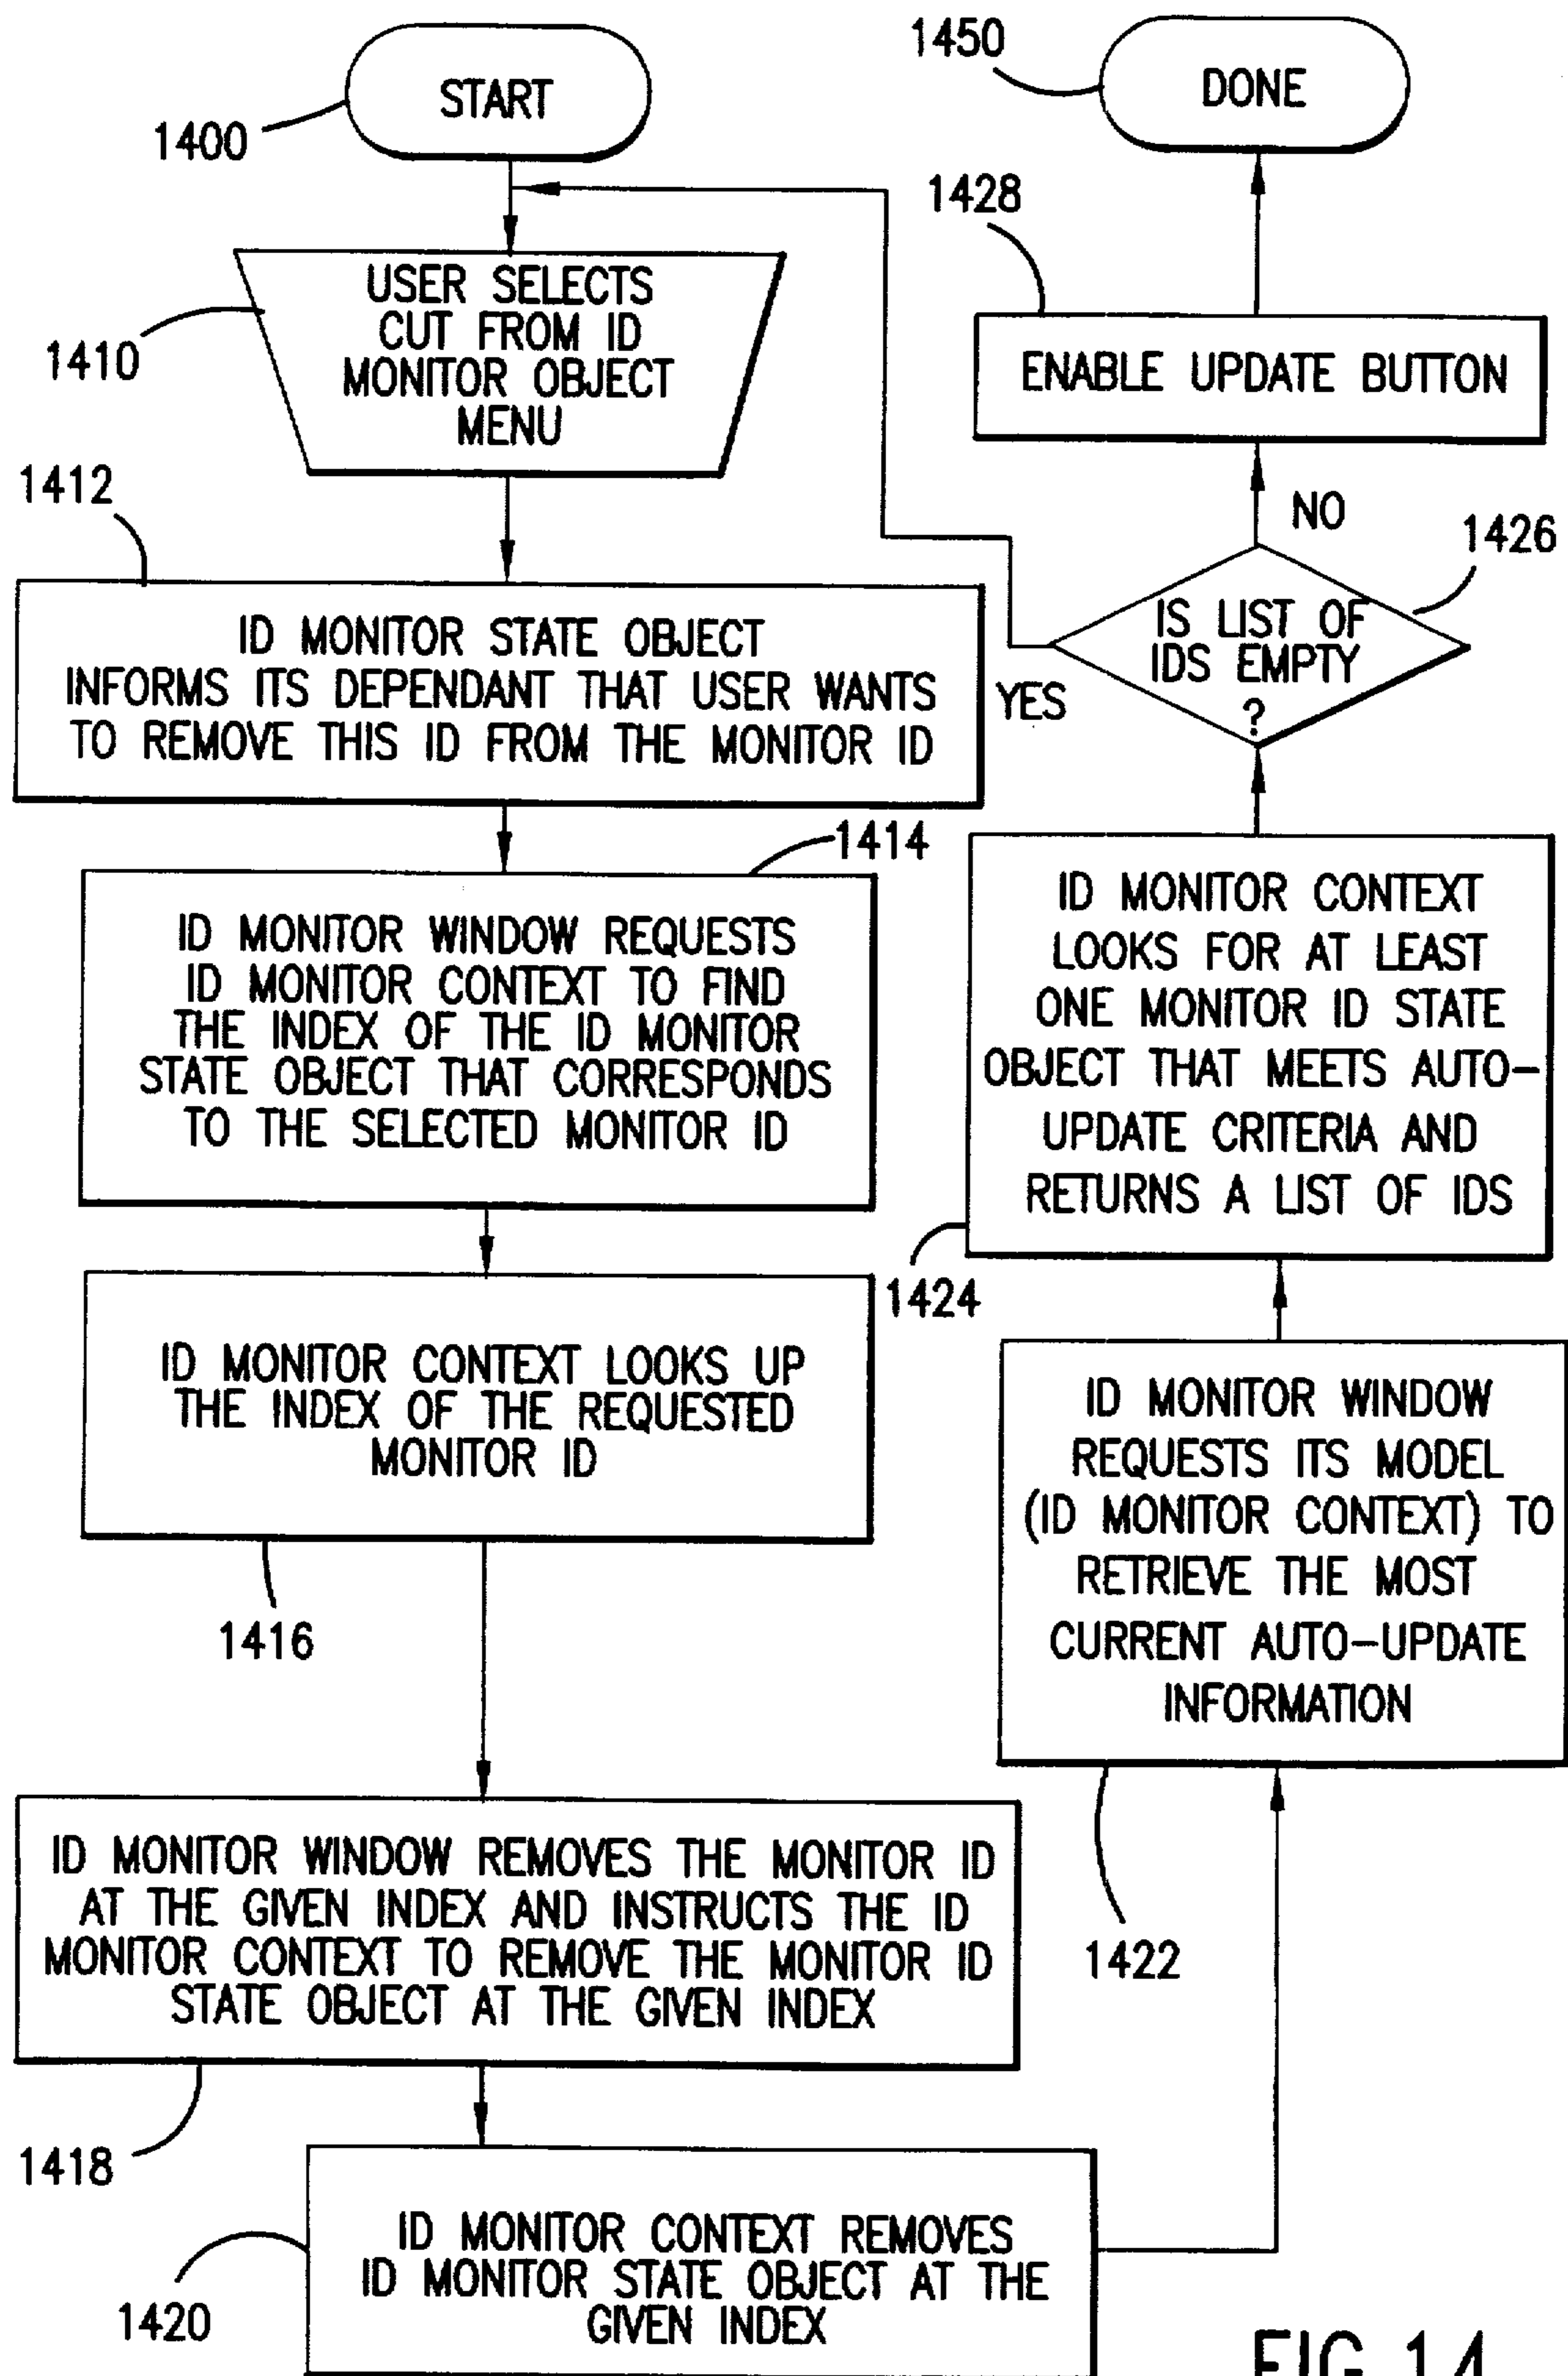 START
1400
USER SELECTS
CUT FROM ID
MONITOR OBJECT
MENU
1410
1412
ID MONITOR STATE OBJECT
INFORMS ITS DEPENDANT THAT USER WANTS
TO REMOVE THIS ID FROM THE MONITOR ID
1414
ID MONITOR WINDOW REQUESTS
ID MONITOR CONTEXT TO FIND
THE INDEX OF THE ID MONITOR
STATE OBJECT THAT CORRESPONDS
TO THE SELECTED MONITOR ID
ID MONITOR CONTEXT LOOKS UP
THE INDEX OF THE REQUESTED
MONITOR ID
1416
ID MONITOR WINDOW REMOVES THE MONITOR ID
AT THE GIVEN INDEX AND INSTRUCTS THE ID
MONITOR CONTEXT TO REMOVE THE MONITOR ID
STATE OBJECT AT THE GIVEN INDEX
1418
ID MONITOR CONTEXT REMOVES
ID MONITOR STATE OBJECT AT THE
GIVEN INDEX
1420
ID MONITOR WINDOW
REQUESTS ITS MODEL
(ID MONITOR CONTEXT) TO
RETRIEVE THE MOST
CURRENT AUTO-UPDATE
INFORMATION
1422
ID MONITOR CONTEXT
LOOKS FOR AT LEAST
ONE MONITOR ID STATE
OBJECT THAT MEETS AUTO-
UPDATE CRITERIA AND
RETURNS A LIST OF IDS
1424
IS LIST OF
IDS EMPTY
?
1426
YES
NO
ENABLE UPDATE BUTTON
1428
DONE
1450
FIG.14